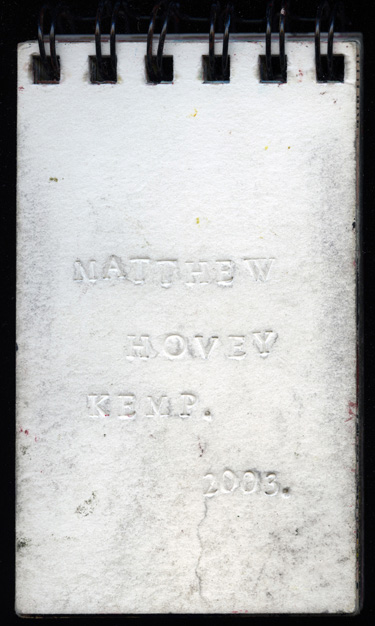 MATTHEW
HOVEY
KEMP.
2003.